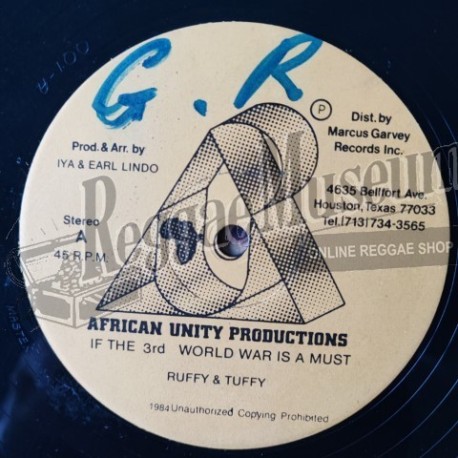 G.R
Ⓟ
Dist. by
Marcus Garvey
Records Inc.
Prod. & Arr. by
IYA & EARL LINDO
4635 Bellfort Ave.
Houston, Texas 77033
Tel.(713)734-3565
Stereo
A
45 R.P.M.
ReggaeMuseum
ONLINE REGGAE SHOP
AFRICAN UNITY PRODUCTIONS
IF THE 3rd WORLD WAR IS A MUST
RUFFY & TUFFY
1984 Unauthorized Copying Prohibited